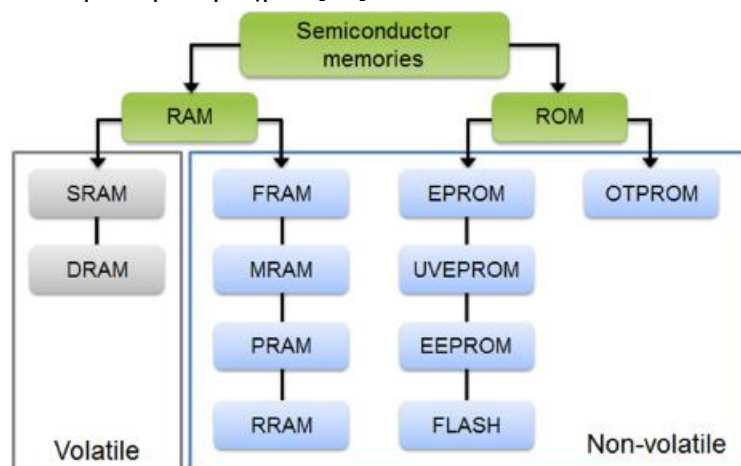 Semiconductor
memories
RAM
ROM
SRAM
FRAM
EPROM
OTPROM
DRAM
MRAM
UVEPROM
PRAM
EEPROM
RRAM
FLASH
Volatile
Non-volatile